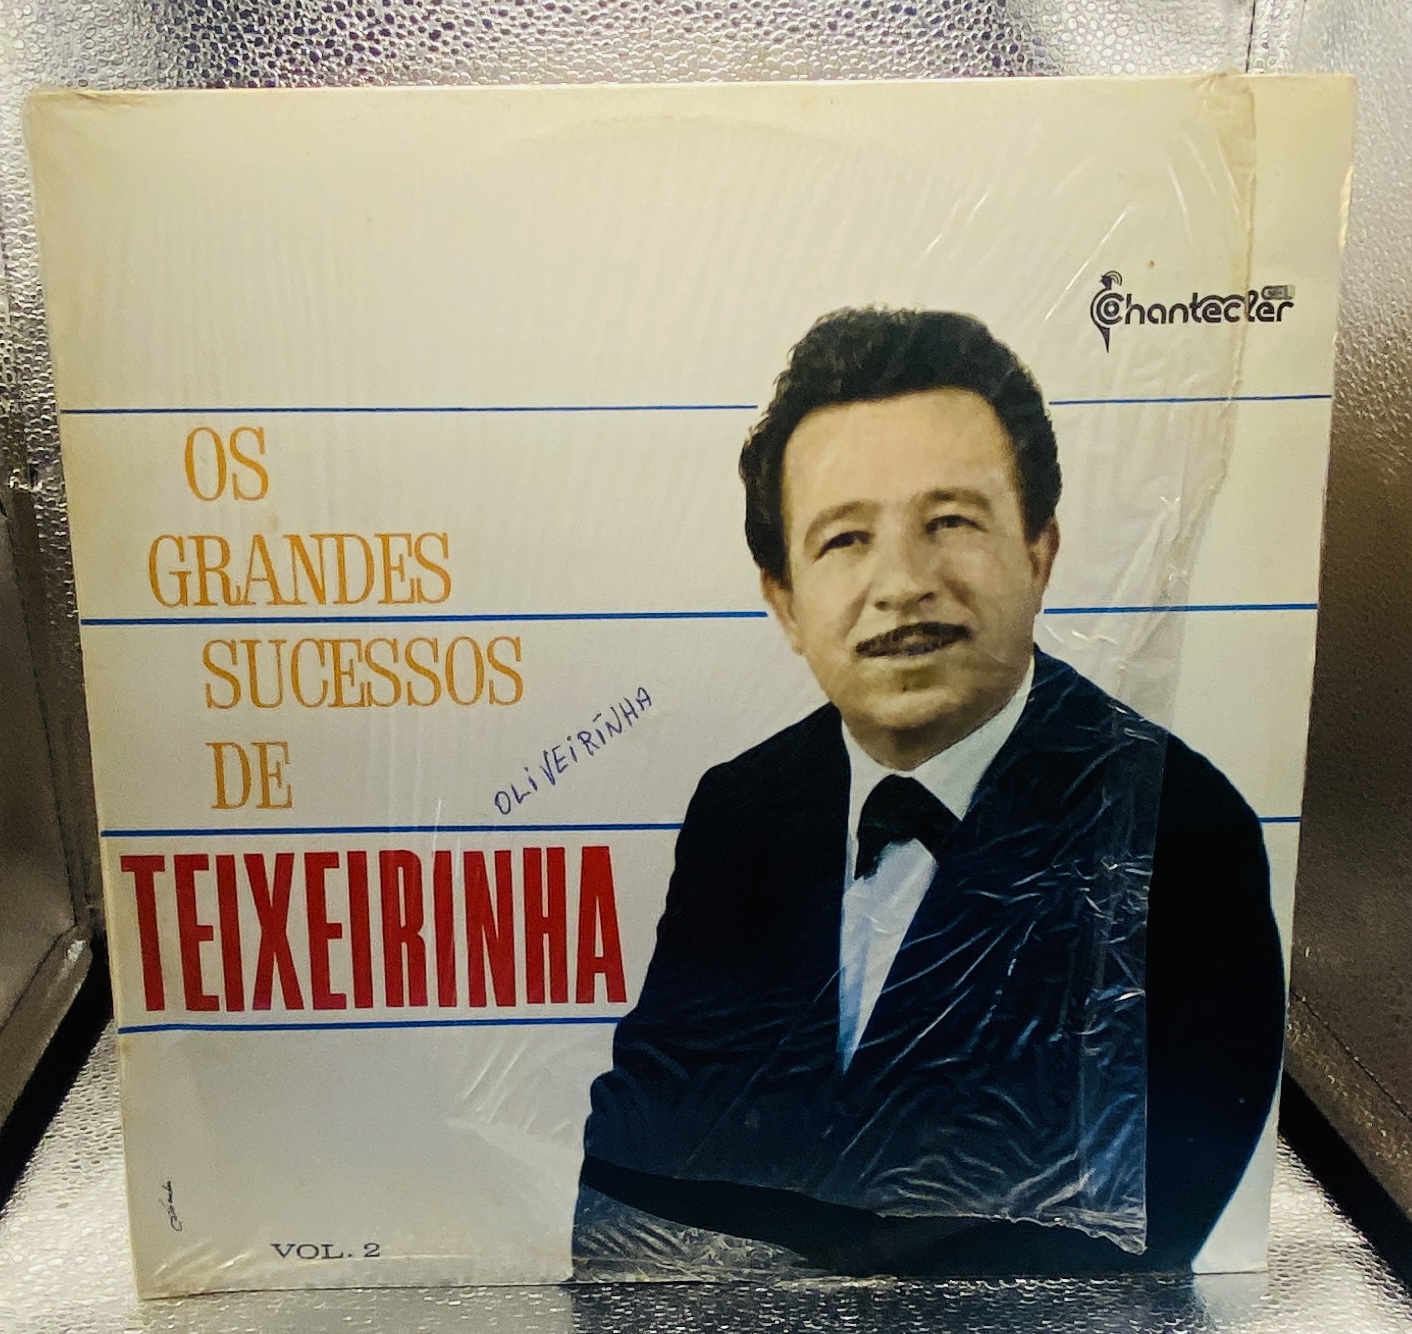 Chantecler
OS
GRANDES
SUCESSOS
DE
OLIVEIRINHA
TEIXEIRINHA
VOL. 2